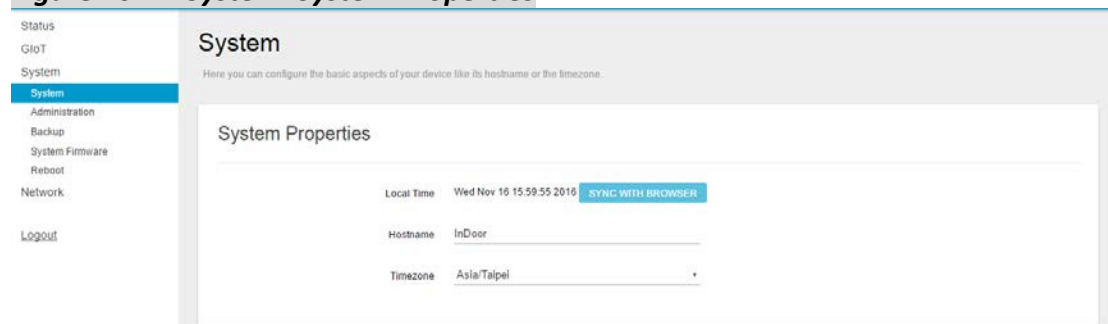 Status
GIoT
System
System
Administration
Backup
System Firmware
Reboot
Network
Logout
System
Here you can configure the basic aspects of your device like its hostname or the timezone.
System Properties
Local Time Wed Nov 16 15:59:55 2016 SYNC WITH BROWSER
Hostname InDoor
Timezone Asia/Taipei